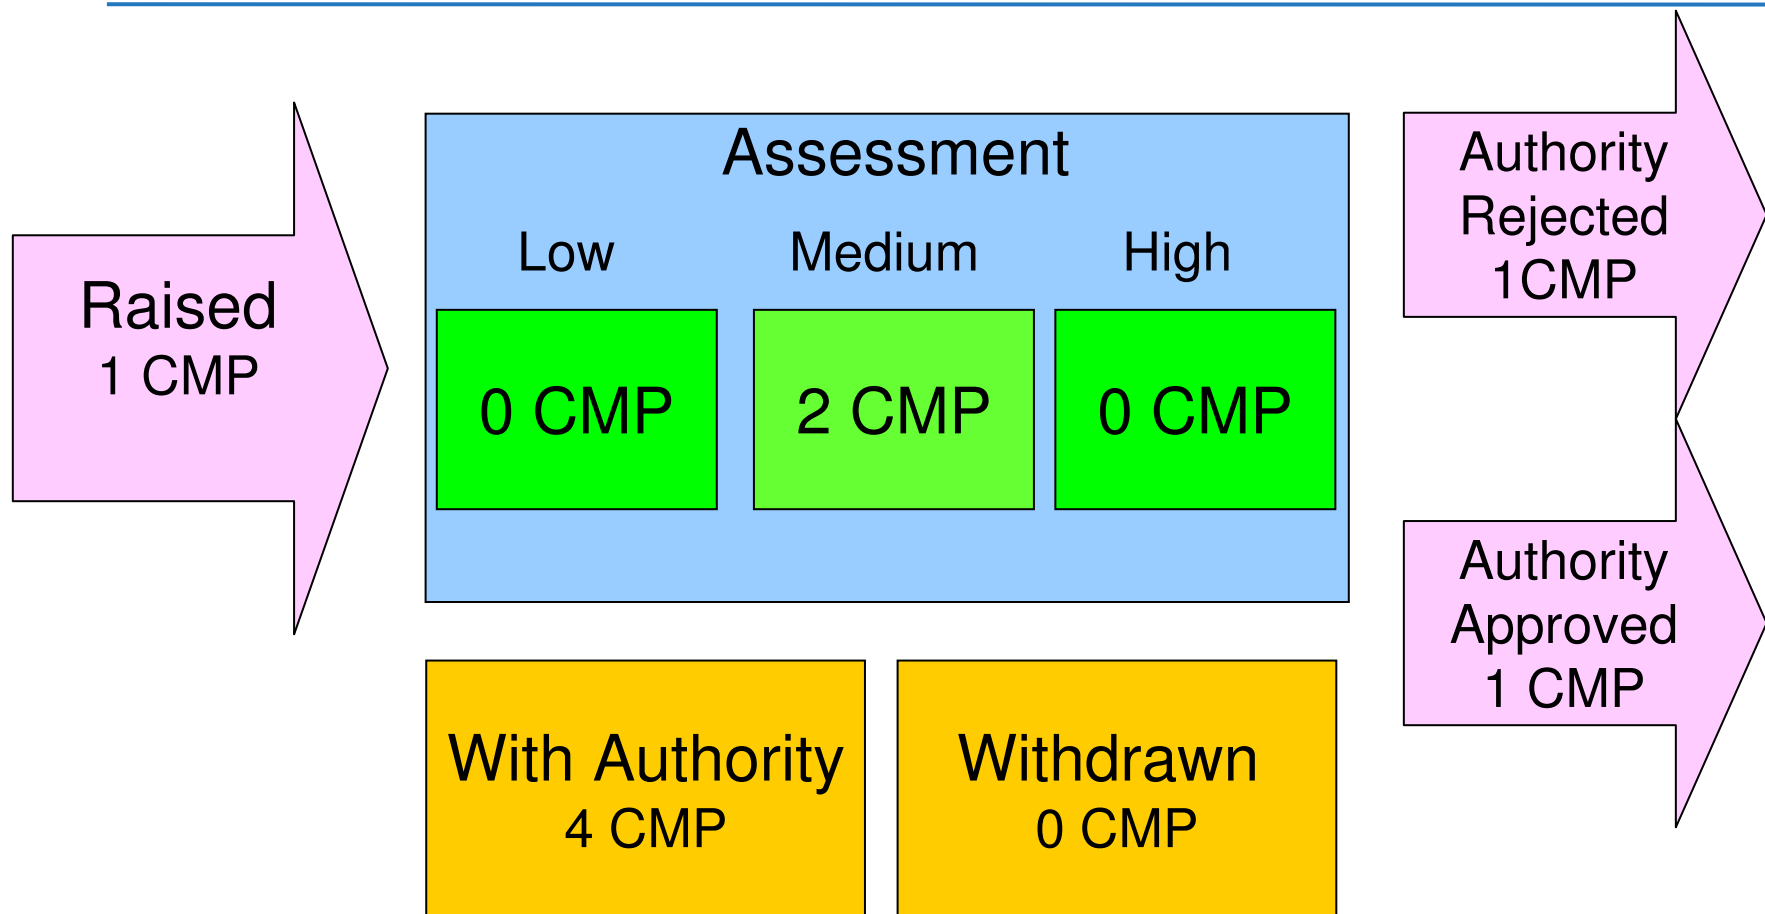 Raised
1 CMP
Assessment
Low
Medium
High
0 CMP
2 CMP
0 CMP
With Authority
4 CMP
Withdrawn
0 CMP
Authority
Rejected
1CMP
Authority
Approved
1 CMP